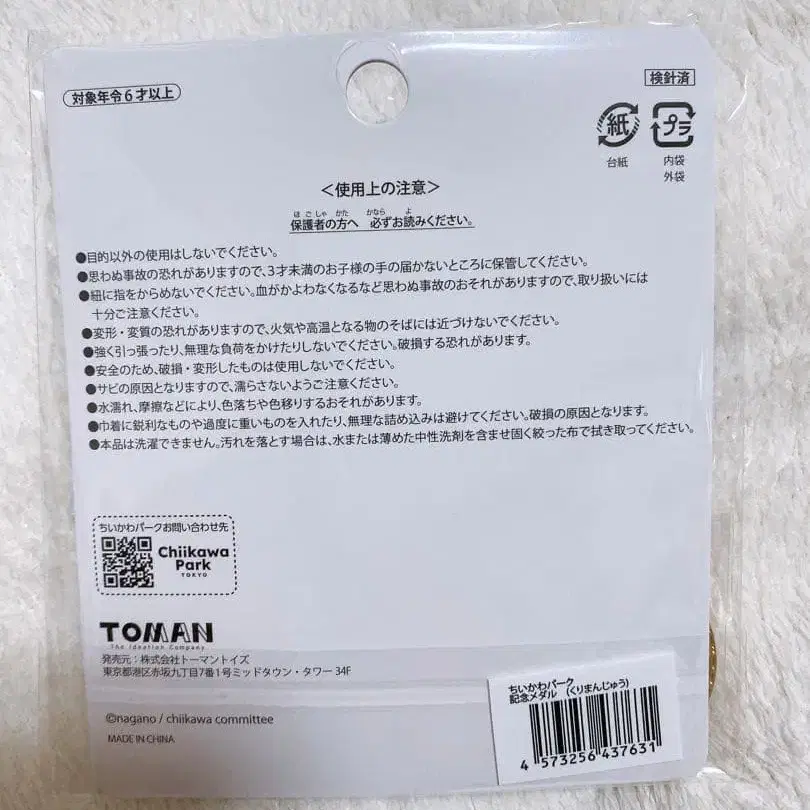 対象年令6才以上
検針済
紙
プラ
台紙
内袋
外袋
＜使用上の注意＞
ほごしゃ かた かなら よ
保護者の方へ 必ずお読みください。
●目的以外の使用はしないでください。
●思わぬ事故の恐れがありますので、3才未満のお子様の手の届かないところに保管してください。
●紐に指をからめないでください。血がかよわなくなるなど思わぬ事故のおそれがありますので、取り扱いには
十分ご注意ください。
●変形・変質の恐れがありますので、火気や高温となる物のそばには近づけないでください。
●強く引っ張ったり、無理な負荷をかけたりしないでください。破損する恐れがあります。
●安全のため、破損・変形したものは使用しないでください。
●サビの原因となりますので、濡らさないようご注意ください。
●水濡れ、摩擦などにより、色落ちや色移りするおそれがあります。
●巾着に鋭利なものや過度に重いものを入れたり、無理な詰め込みは避けてください。破損の原因となります。
●本品は洗濯できません。汚れを落とす場合は、水または薄めた中性洗剤を含ませ固く絞った布で拭き取ってください。
ちいかわパークお問い合わせ先
Chiikawa
Park
TOKYO
TOMAN
The Ideation Company
発売元：株式会社トーマントイズ
東京都港区赤坂九丁目7番1号ミッドタウン・タワー 34F
©nagano / chiikawa committee
MADE IN CHINA
ちいかわパーク
記念メダル （くりまんじゅう）
4 573256 437631